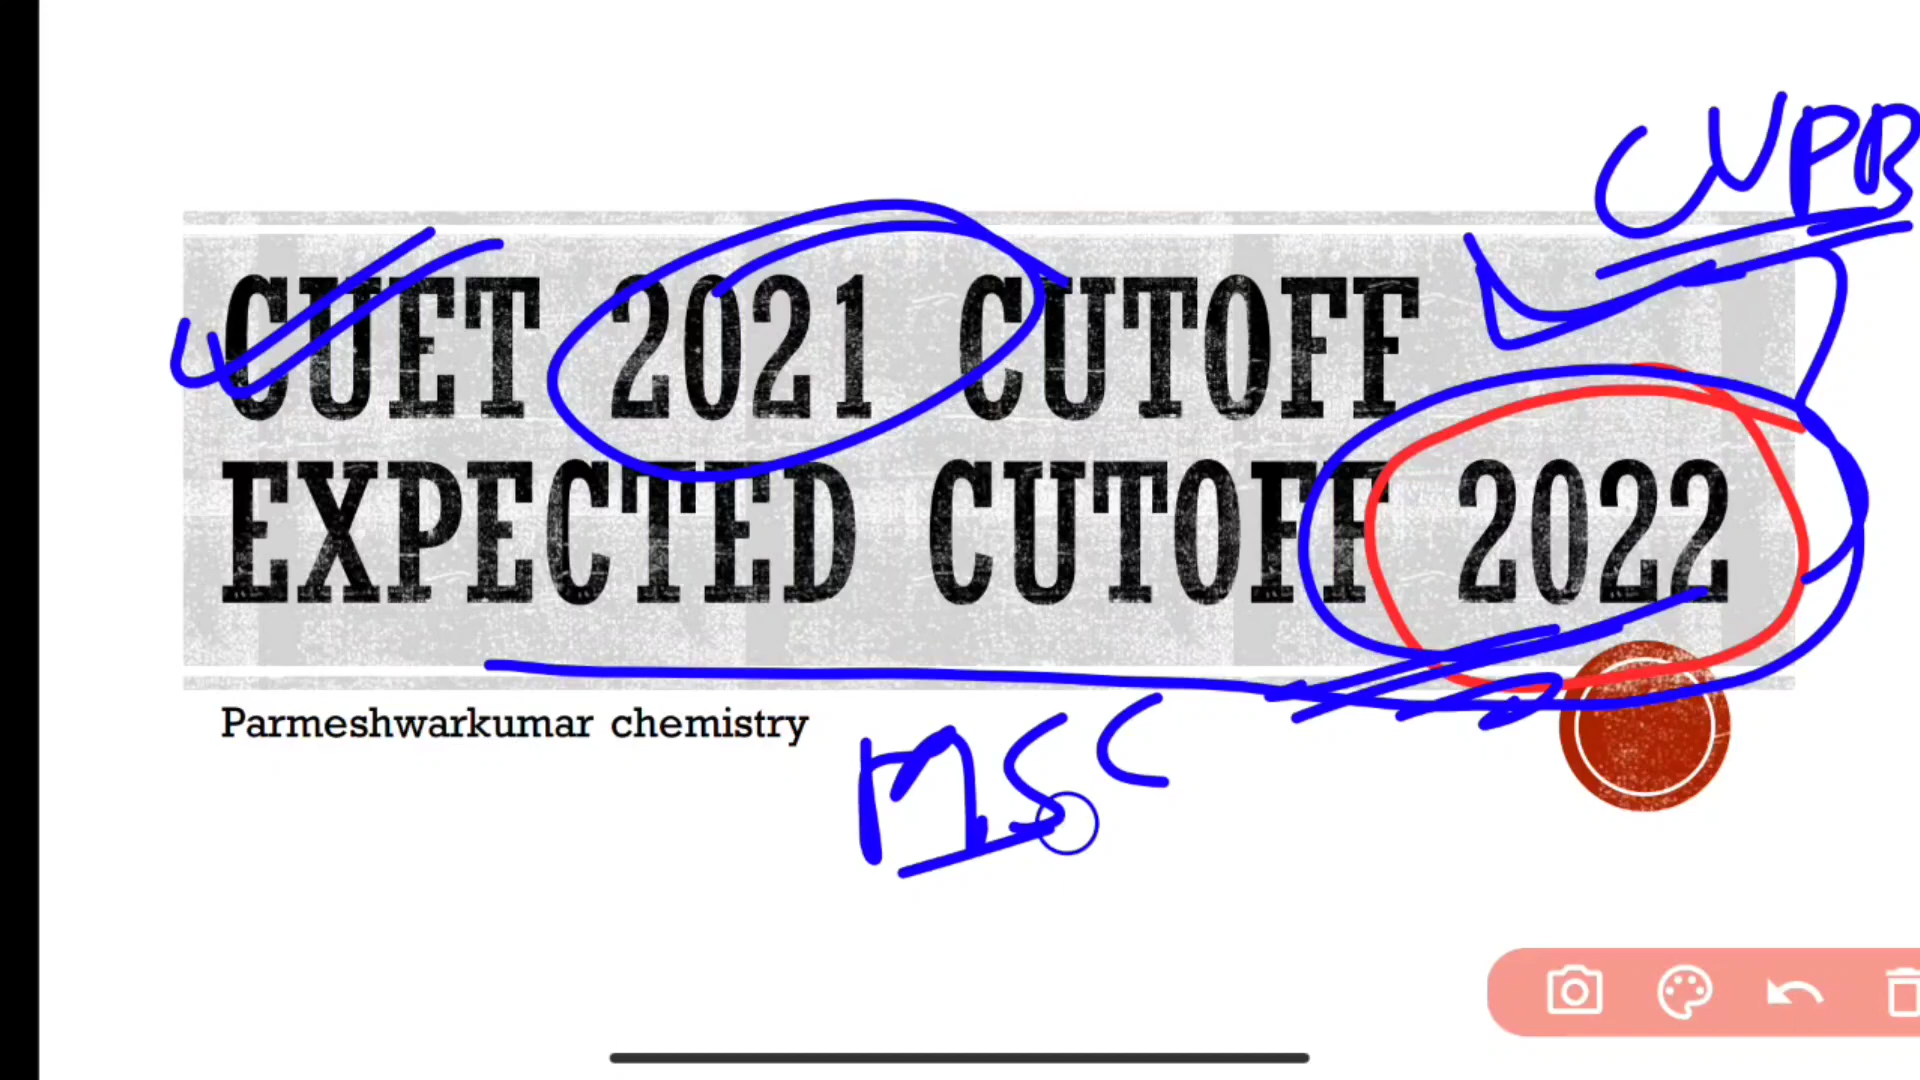 CUPB
CUET 2021 CUTOFF
EXPECTED CUTOFF 2022
Parmeshwarkumar chemistry
MSC